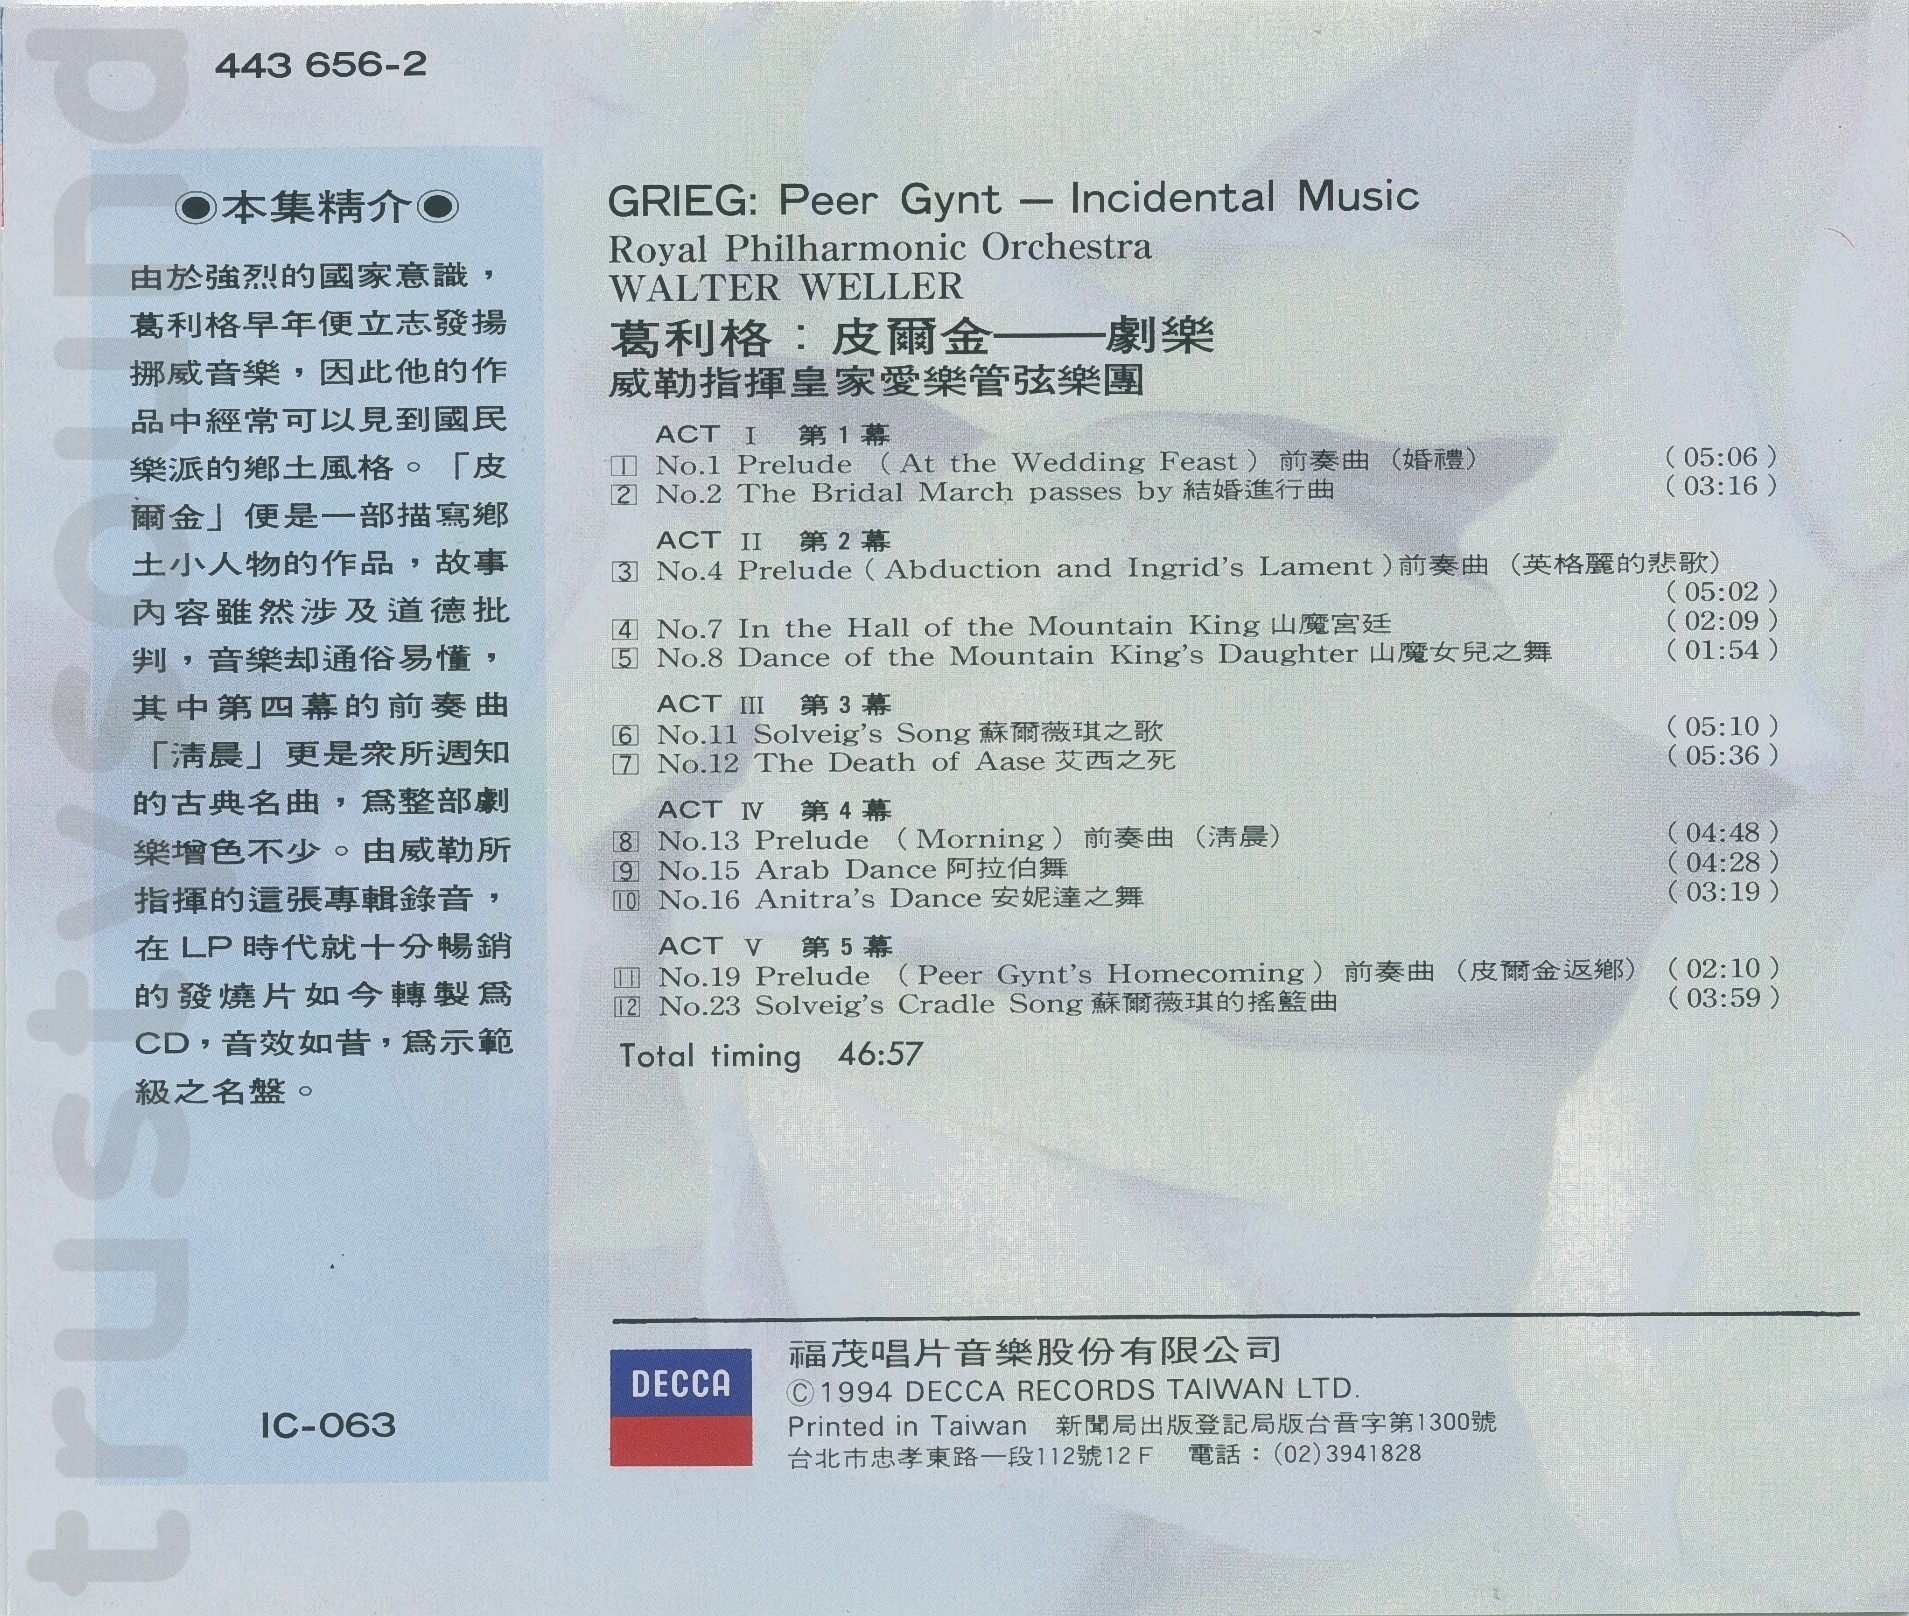 443 656-2
◉本集精介◉
由於強烈的國家意識，
葛利格早年便立志發揚
挪威音樂，因此他的作
品中經常可以見到國民
樂派的鄉土風格。「皮
爾金」便是一部描寫鄉
土小人物的作品，故事
內容雖然涉及道德批
判，音樂却通俗易懂，
其中第四幕的前奏曲
「清晨」更是衆所週知
的古典名曲，爲整部劇
樂增色不少。由威勒所
指揮的這張專輯錄音，
在LP時代就十分暢銷
的發燒片如今轉製爲
CD，音效如昔，爲示範
級之名盤。
IC-063
trustysound
GRIEG: Peer Gynt — Incidental Music
Royal Philharmonic Orchestra
WALTER WELLER
葛利格：皮爾金——劇樂
威勒指揮皇家愛樂管弦樂團
ACT I 第1幕
1 No.1 Prelude (At the Wedding Feast) 前奏曲（婚禮） (05:06)
2 No.2 The Bridal March passes by 結婚進行曲 (03:16)
ACT II 第2幕
3 No.4 Prelude (Abduction and Ingrid's Lament) 前奏曲（英格麗的悲歌）
(05:02)
4 No.7 In the Hall of the Mountain King 山魔宮廷 (02:09)
5 No.8 Dance of the Mountain King's Daughter 山魔女兒之舞 (01:54)
ACT III 第3幕
6 No.11 Solveig's Song 蘇爾薇琪之歌 (05:10)
7 No.12 The Death of Aase 艾西之死 (05:36)
ACT IV 第4幕
8 No.13 Prelude (Morning) 前奏曲（清晨） (04:48)
9 No.15 Arab Dance 阿拉伯舞 (04:28)
10 No.16 Anitra's Dance 安妮達之舞 (03:19)
ACT V 第5幕
11 No.19 Prelude (Peer Gynt's Homecoming) 前奏曲（皮爾金返鄉） (02:10)
12 No.23 Solveig's Cradle Song 蘇爾薇琪的搖籃曲 (03:59)
Total timing 46:57
DECCA
福茂唱片音樂股份有限公司
©1994 DECCA RECORDS TAIWAN LTD.
Printed in Taiwan 新聞局出版登記局版台音字第1300號
台北市忠孝東路一段112號12F 電話：(02)3941828